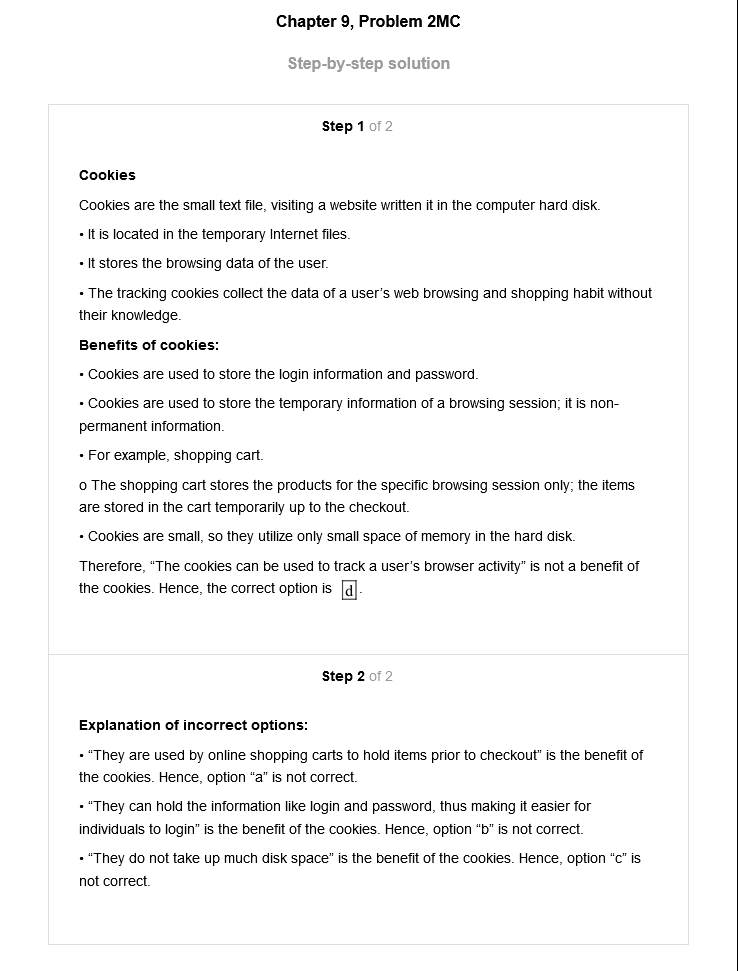 Chapter 9, Problem 2MC
Step-by-step solution
Step 1 of 2
Cookies
Cookies are the small text file, visiting a website written it in the computer hard disk.
• It is located in the temporary Internet files.
• It stores the browsing data of the user.
• The tracking cookies collect the data of a user’s web browsing and shopping habit without
their knowledge.
Benefits of cookies:
• Cookies are used to store the login information and password.
• Cookies are used to store the temporary information of a browsing session; it is non-
permanent information.
• For example, shopping cart.
o The shopping cart stores the products for the specific browsing session only; the items
are stored in the cart temporarily up to the checkout.
• Cookies are small, so they utilize only small space of memory in the hard disk.
Therefore, “The cookies can be used to track a user’s browser activity” is not a benefit of
the cookies. Hence, the correct option is d.
Step 2 of 2
Explanation of incorrect options:
• “They are used by online shopping carts to hold items prior to checkout” is the benefit of
the cookies. Hence, option “a” is not correct.
• “They can hold the information like login and password, thus making it easier for
individuals to login” is the benefit of the cookies. Hence, option “b” is not correct.
• “They do not take up much disk space” is the benefit of the cookies. Hence, option “c” is
not correct.